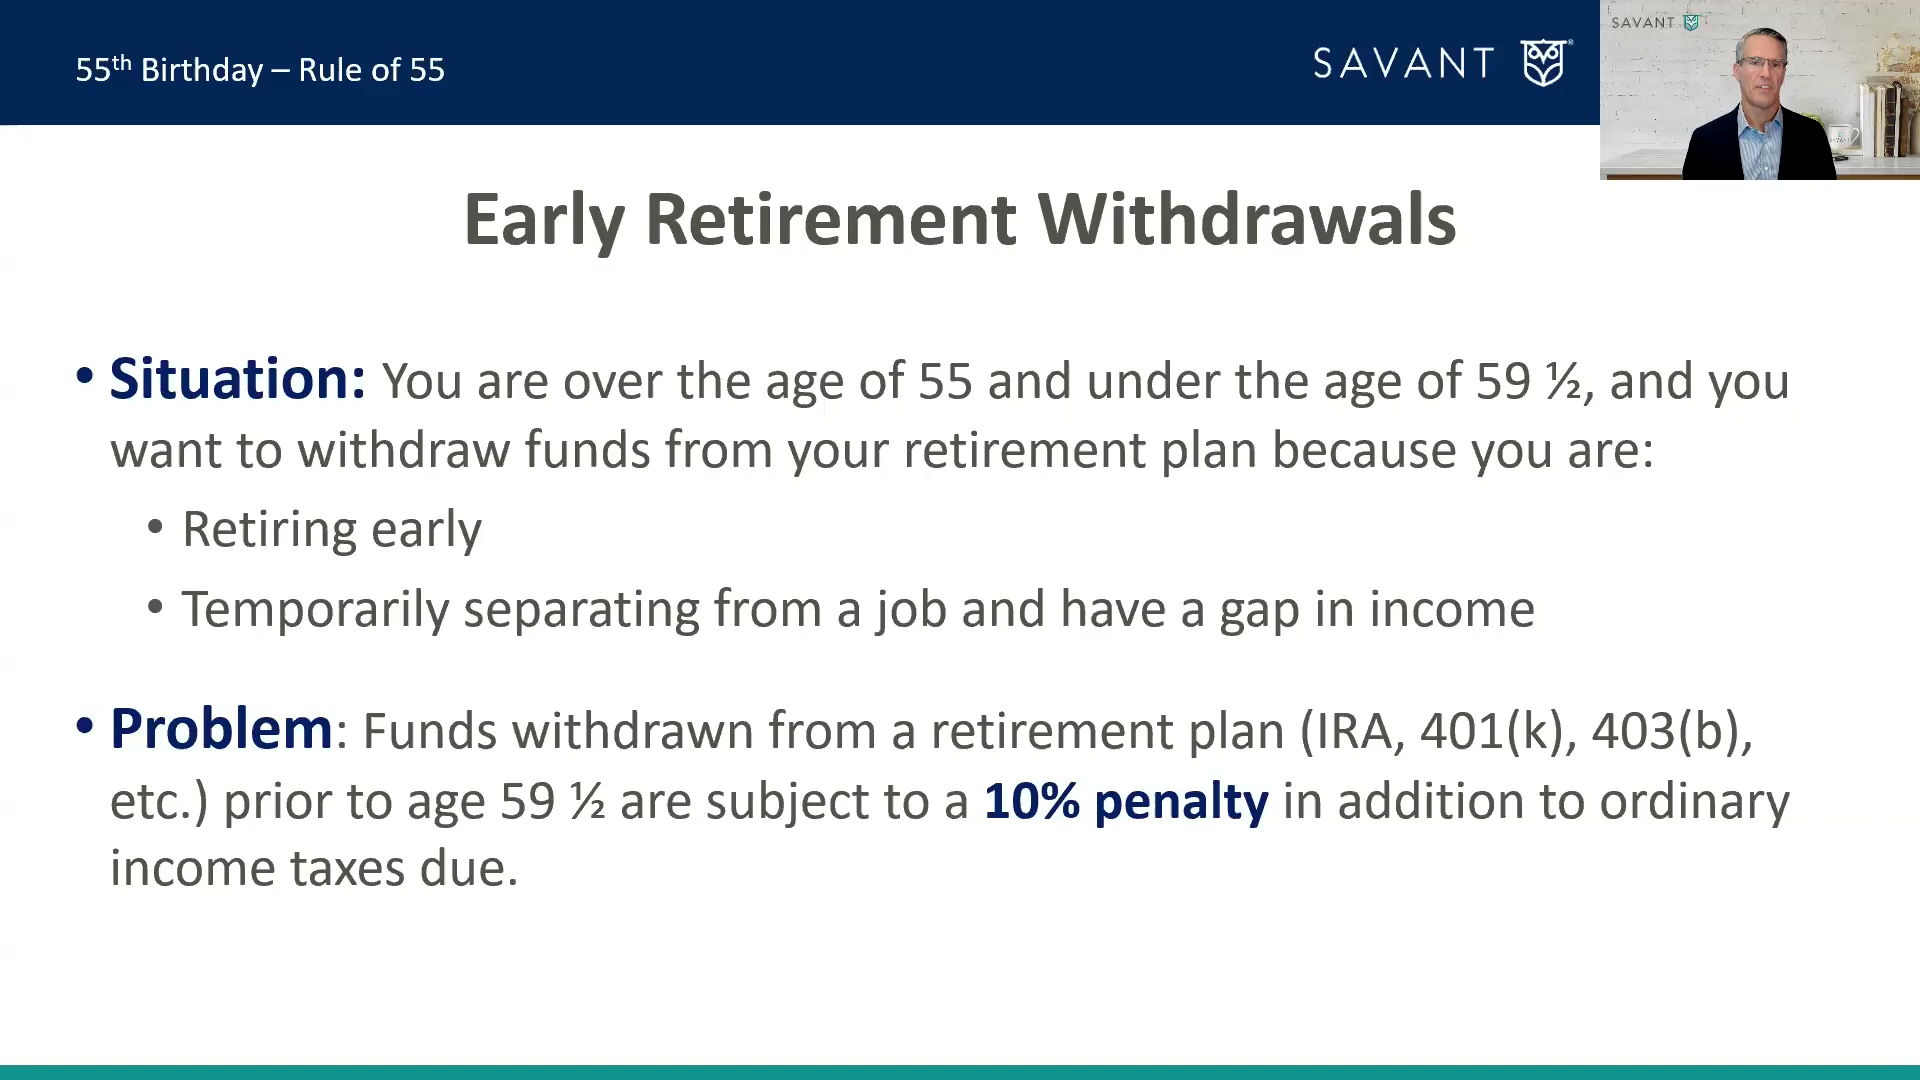 55th Birthday – Rule of 55
SAVANT
SAVANT
Early Retirement Withdrawals
• Situation: You are over the age of 55 and under the age of 59 ½, and you
want to withdraw funds from your retirement plan because you are:
• Retiring early
• Temporarily separating from a job and have a gap in income
• Problem: Funds withdrawn from a retirement plan (IRA, 401(k), 403(b),
etc.) prior to age 59 ½ are subject to a 10% penalty in addition to ordinary
income taxes due.